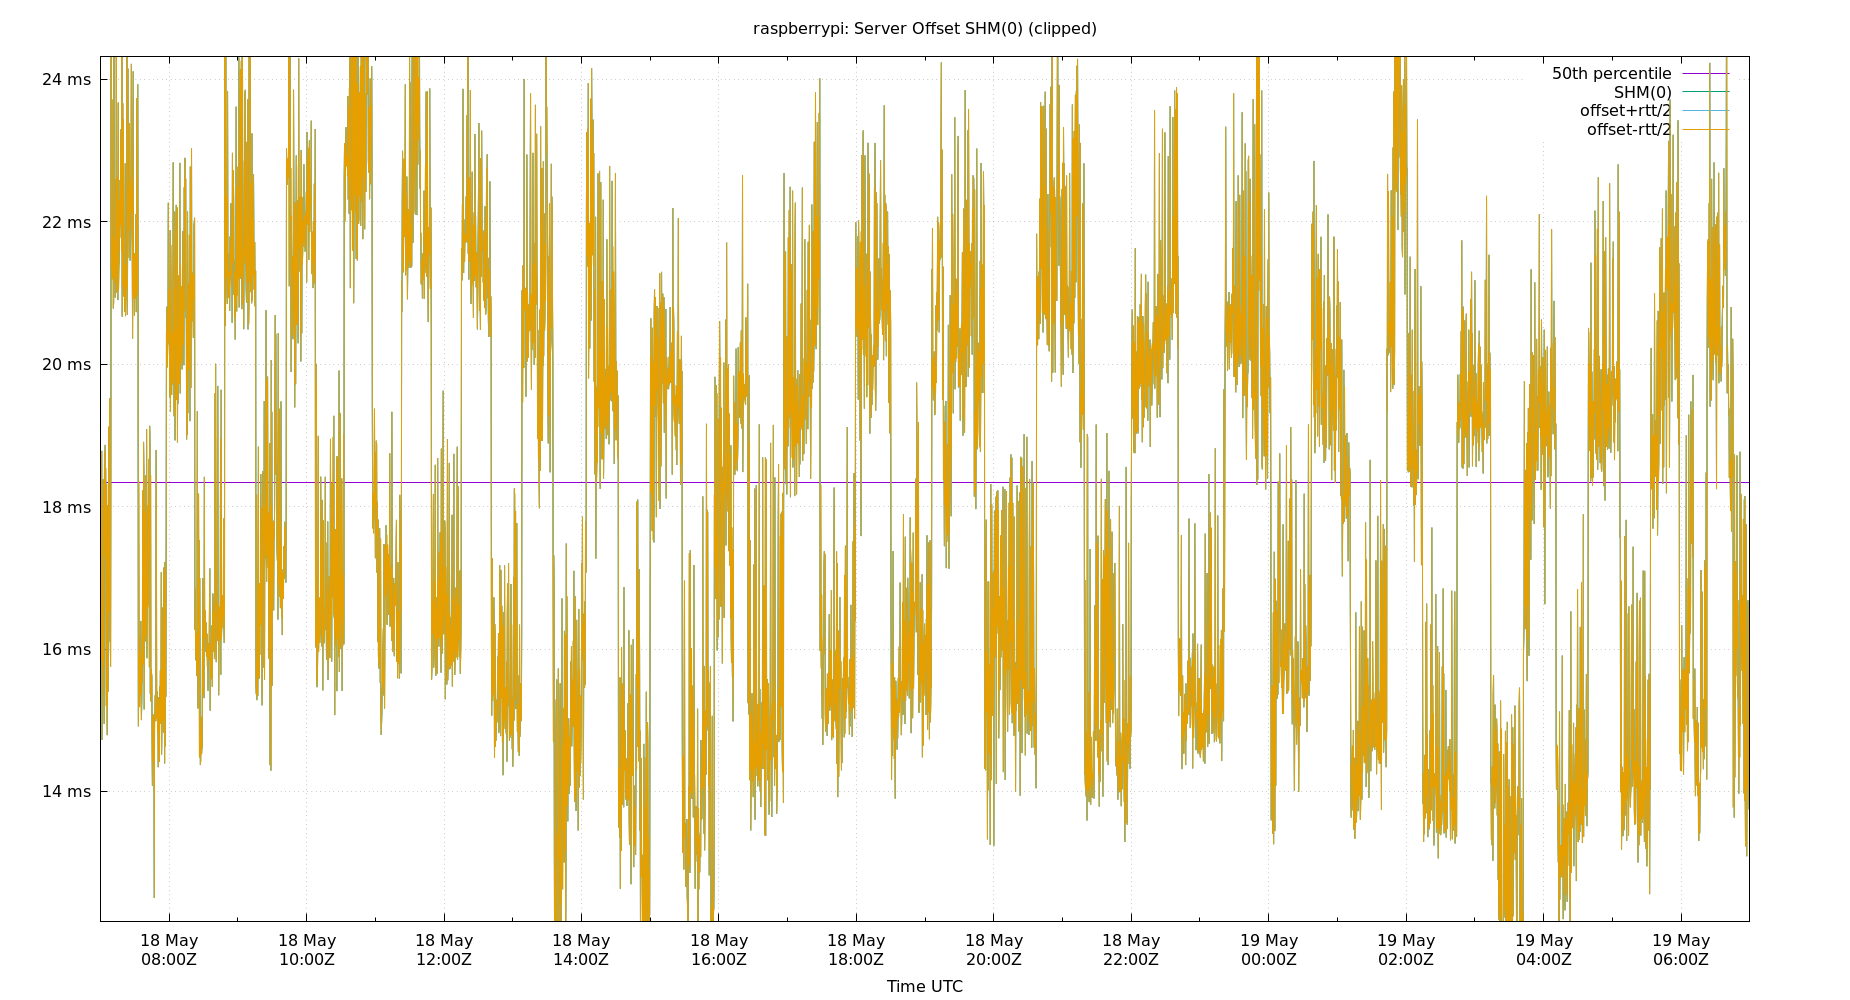 raspberrypi: Server Offset SHM(0) (clipped)
24 ms
22 ms
20 ms
18 ms
16 ms
14 ms
50th percentile
SHM(0)
offset+rtt/2
offset-rtt/2
18 May 18 May 18 May 18 May 18 May 18 May 18 May 18 May 19 May 19 May 19 May 19 May
08:00Z 10:00Z 12:00Z 14:00Z 16:00Z 18:00Z 20:00Z 22:00Z 00:00Z 02:00Z 04:00Z 06:00Z
Time UTC